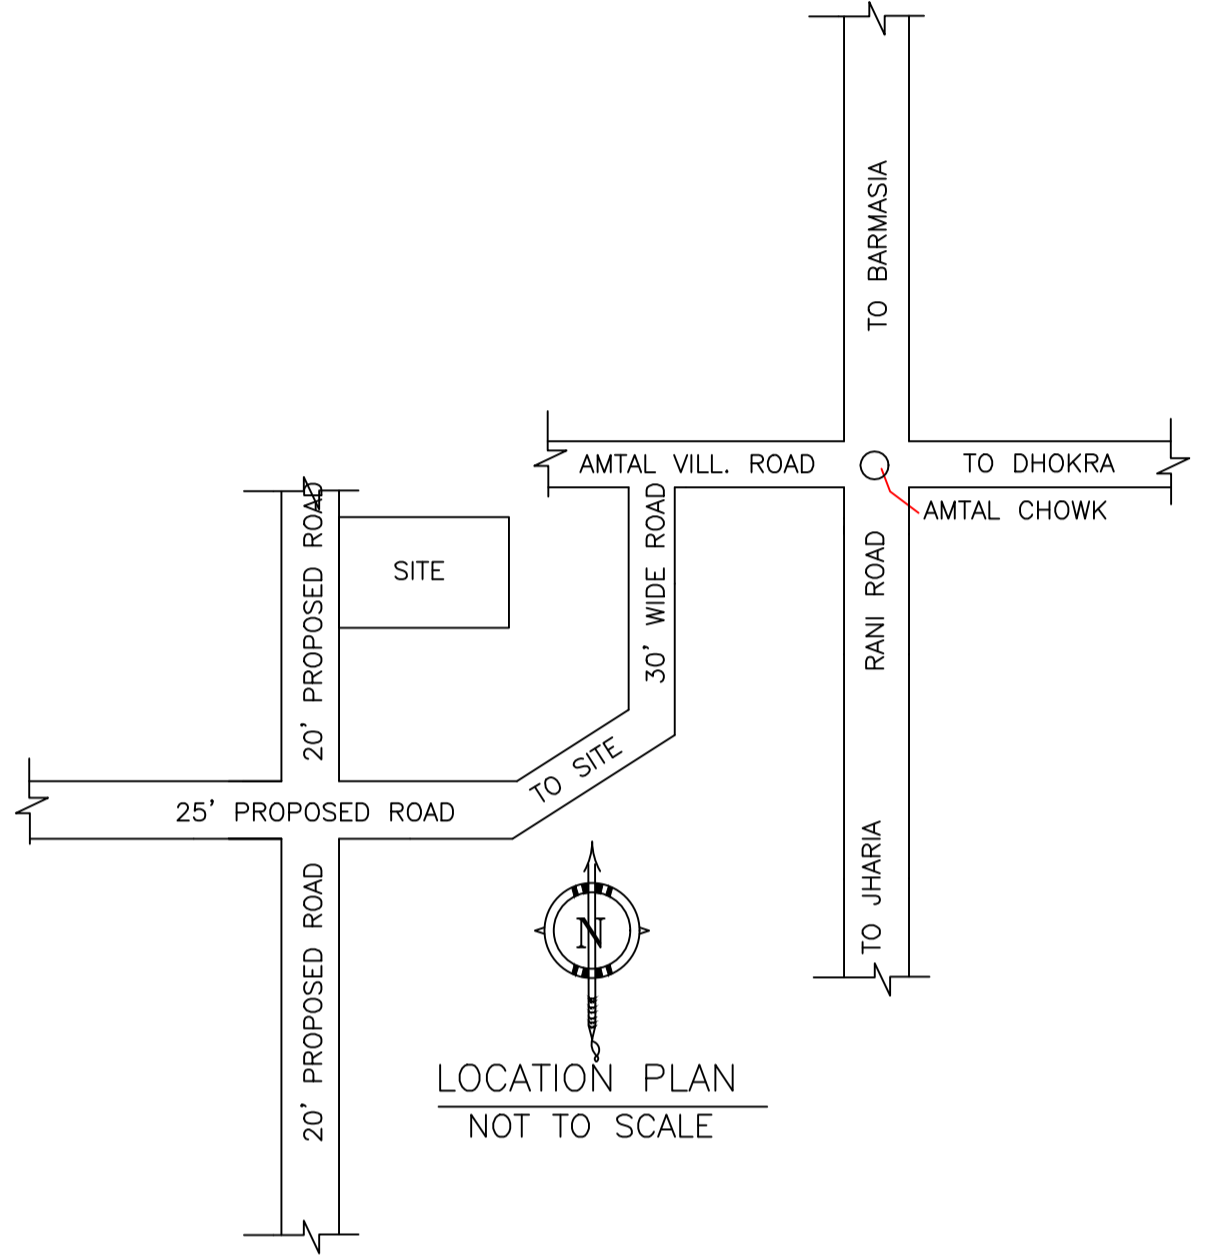 TO BARMASIA
AMTAL VILL. ROAD
TO DHOKRA
AMTAL CHOWK
20' PROPOSED ROAD
SITE
30' WIDE ROAD
RANI ROAD
TO SITE
25' PROPOSED ROAD
TO JHARIA
20' PROPOSED ROAD
N
LOCATION PLAN
NOT TO SCALE